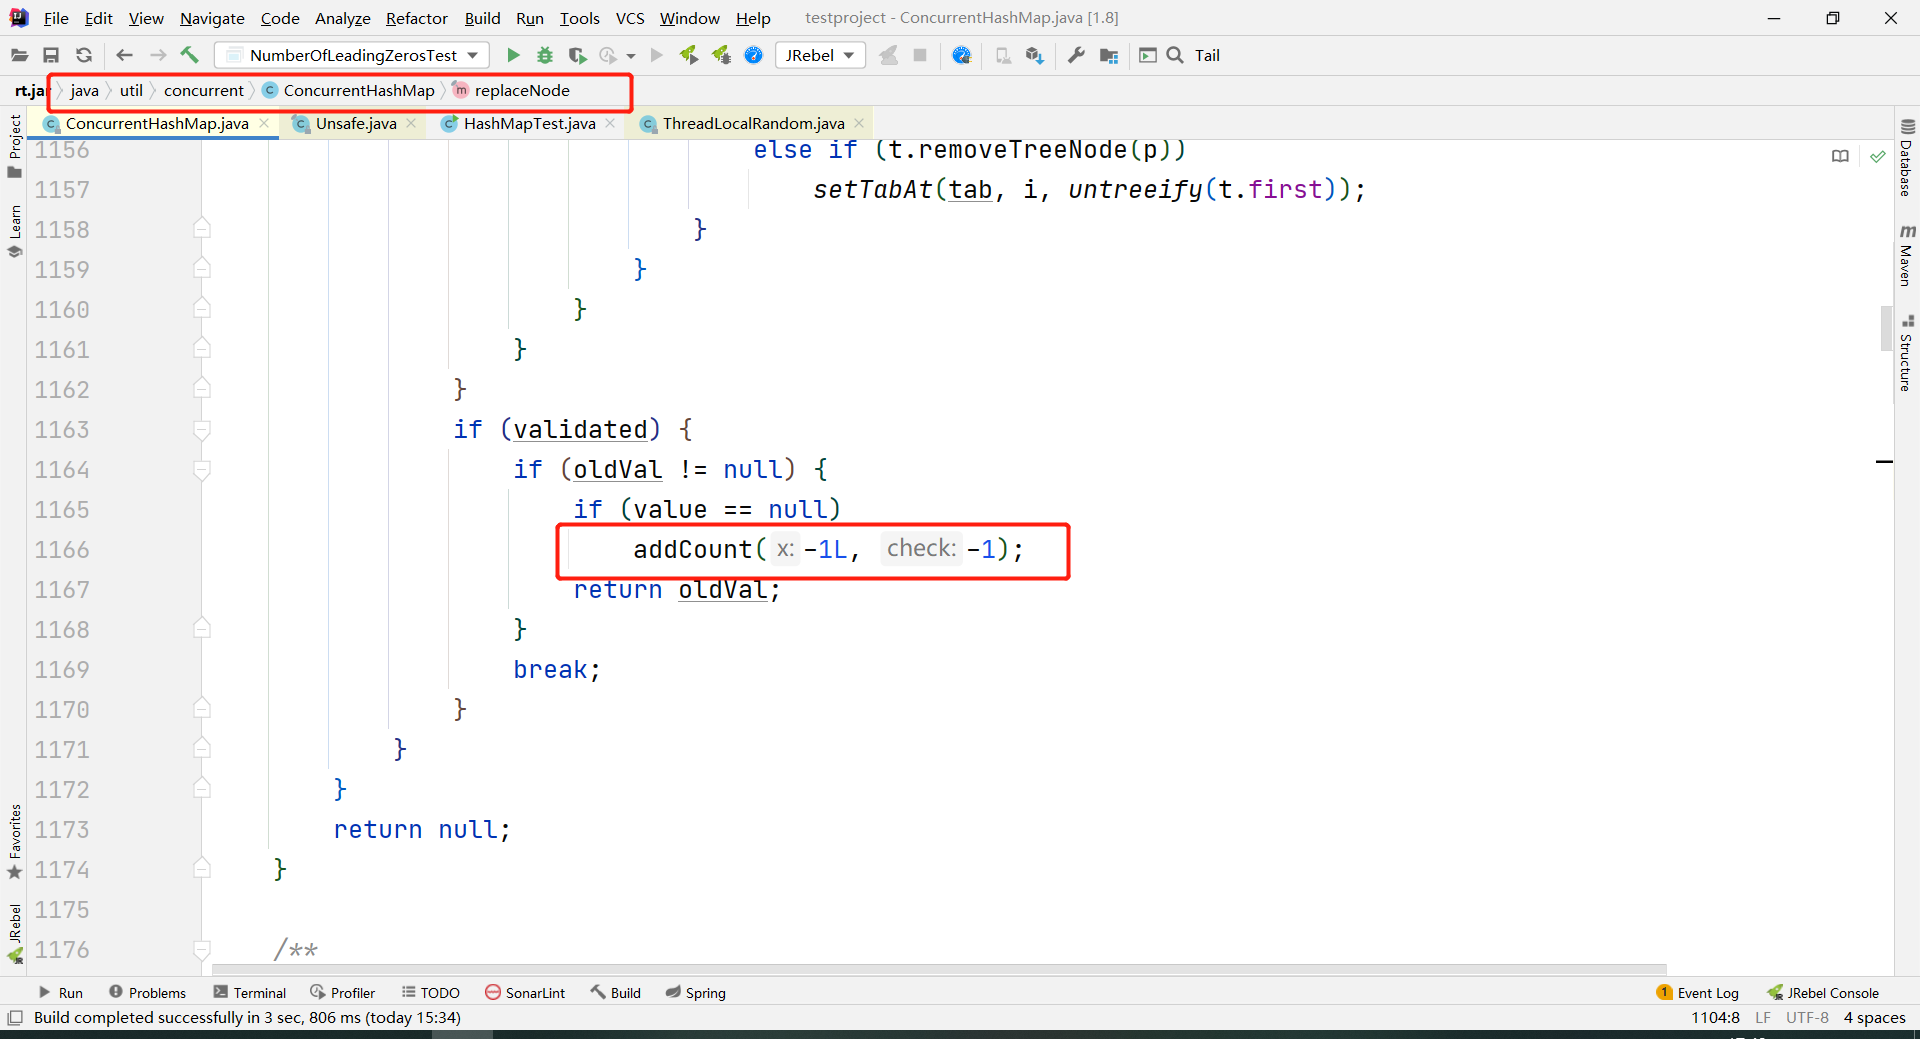 File Edit View Navigate Code Analyze Refactor Build Run Tools VCS Window Help testproject - ConcurrentHashMap.java [1.8]
NumberOfLeadingZerosTest JRebel Tail
rt.jar java util concurrent ConcurrentHashMap replaceNode
ConcurrentHashMap.java Unsafe.java HashMapTest.java ThreadLocalRandom.java
Project
Learn
Favorites
JRebel
1156 else if (t.removeTreeNode(p))
1157 setTabAt(tab, i, untreeify(t.first));
1158 }
1159 }
1160 }
1161 }
1162 }
1163 if (validated) {
1164 if (oldVal != null) {
1165 if (value == null)
1166 addCount( x: -1L, check: -1);
1167 return oldVal;
1168 }
1169 break;
1170 }
1171 }
1172 }
1173 return null;
1174 }
1175
1176 /**
Database
Maven
Structure
Run Problems Terminal Profiler TODO SonarLint Build Spring 1 Event Log JRebel Console
Build completed successfully in 3 sec, 806 ms (today 15:34) 1104:8 LF UTF-8 4 spaces